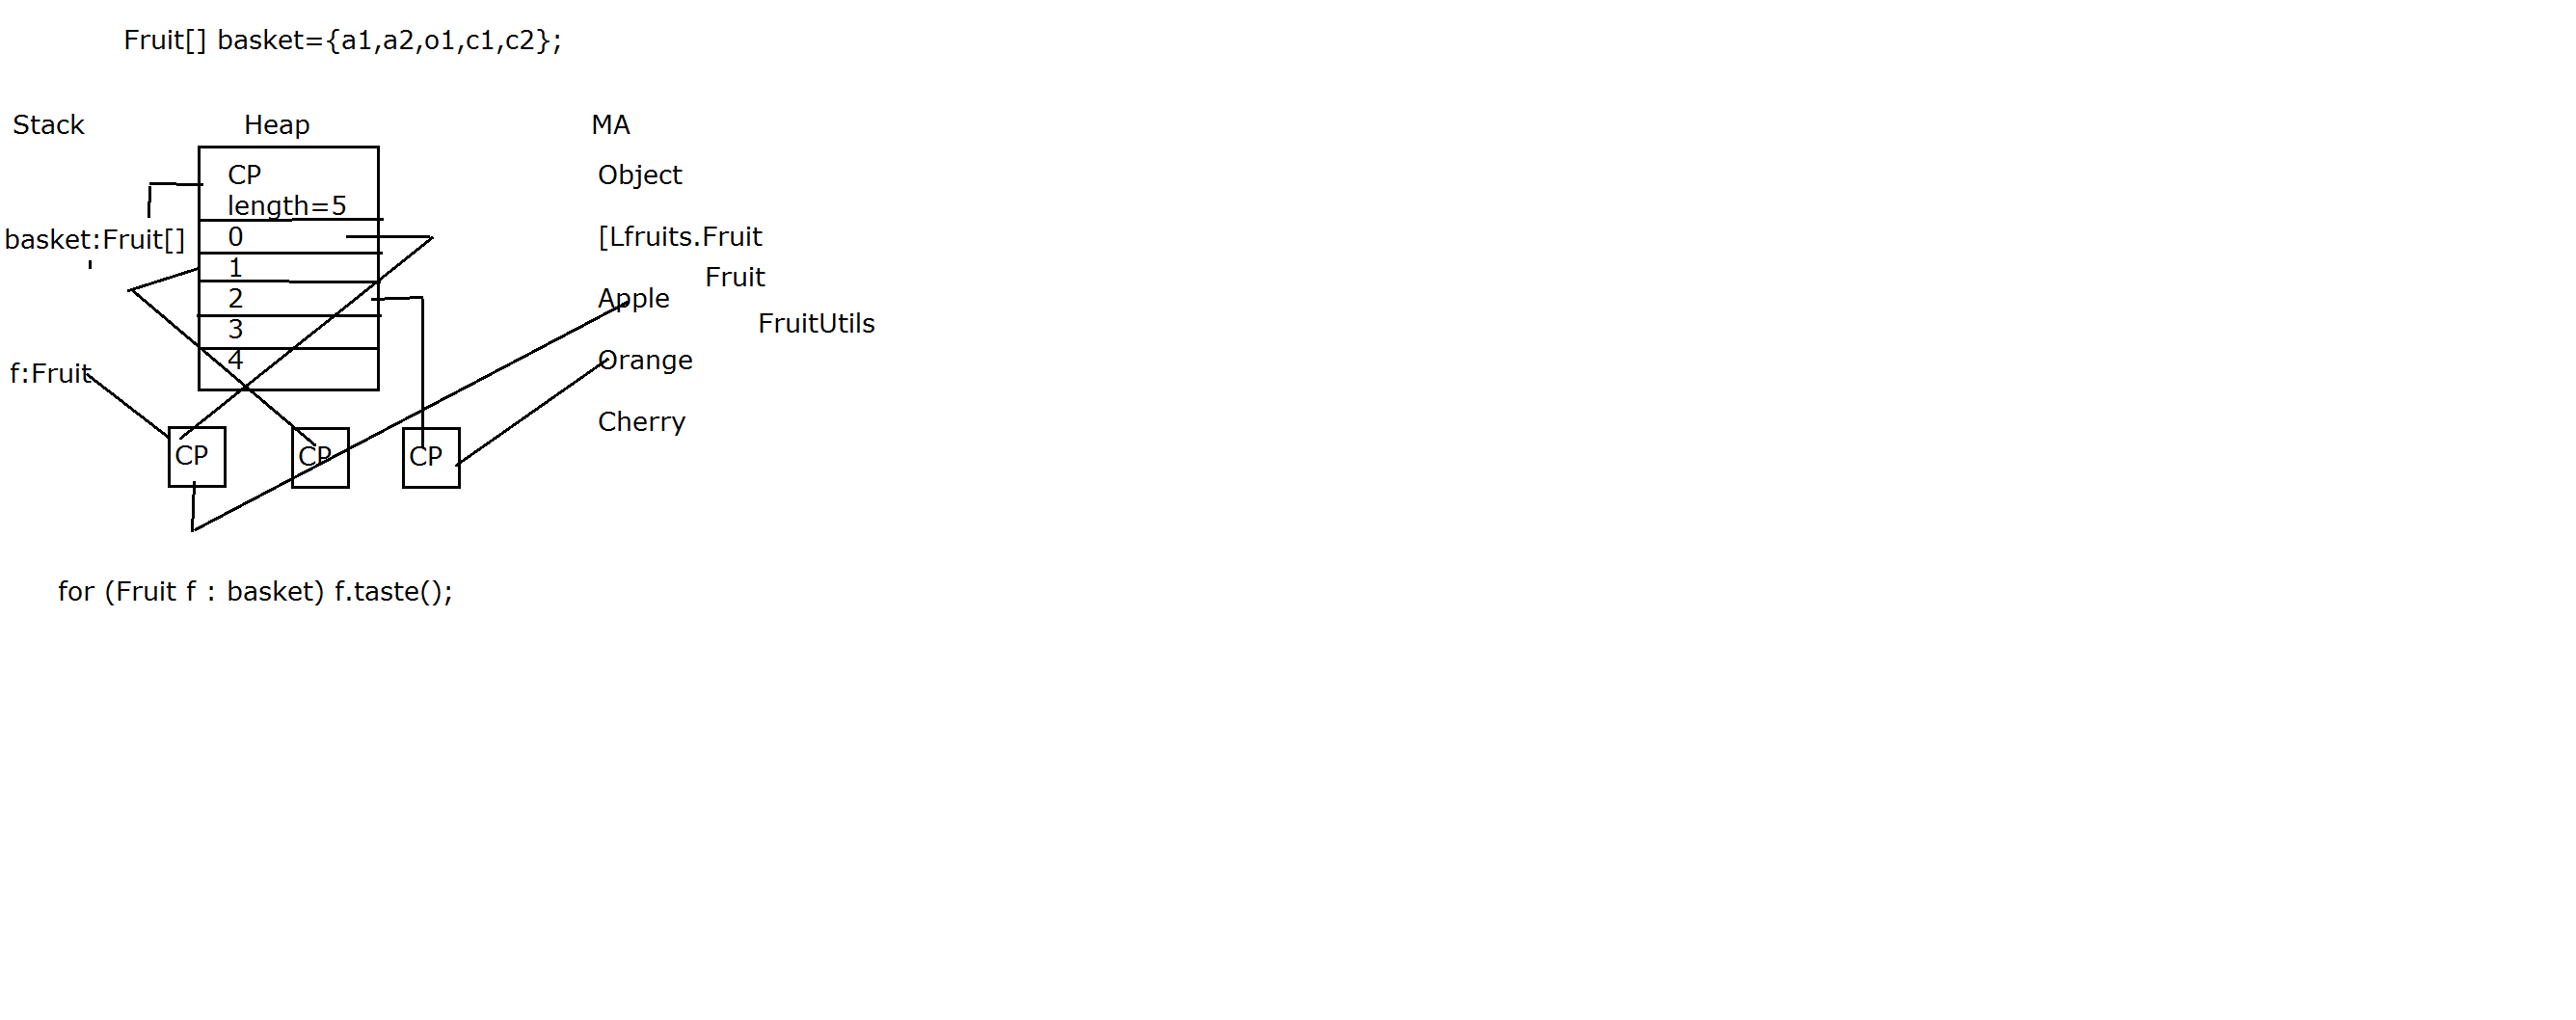 Fruit[] basket={a1,a2,o1,c1,c2};
Stack
Heap
MA
CP
length=5
0
1
2
3
4
basket:Fruit[]
f:Fruit
CP
CP
CP
Object
[Lfruits.Fruit
Fruit
Apple
FruitUtils
Orange
Cherry
for (Fruit f : basket) f.taste();